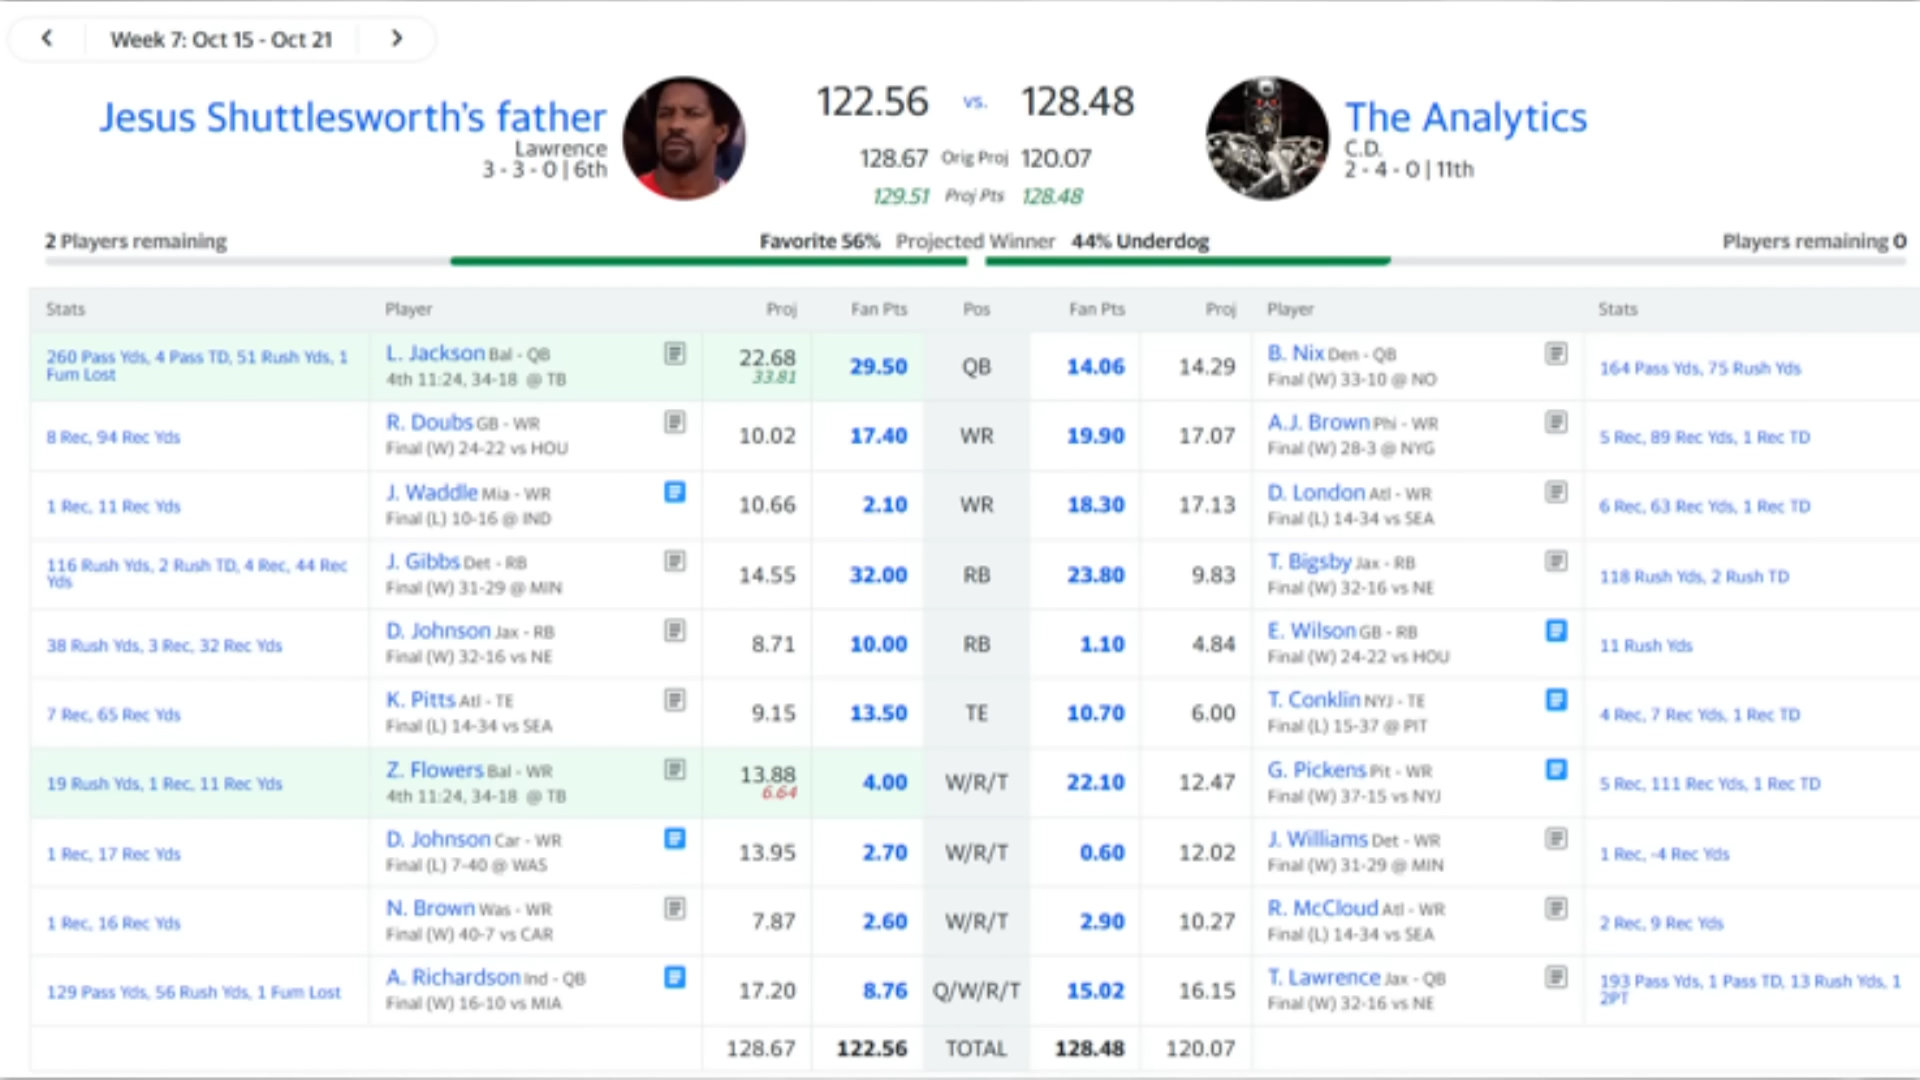 Week 7: Oct 15 - Oct 21
Jesus Shuttlesworth's father
Lawrence
3 - 3 - 0 | 6th
122.56 vs. 128.48
128.67 Orig Proj 120.07
129.51 Proj Pts 128.48
The Analytics
C.D.
2 - 4 - 0 | 11th
2 Players remaining
Favorite 56% Projected Winner 44% Underdog
Players remaining 0
Stats Player Proj Fan Pts Pos Fan Pts Proj Player Stats
260 Pass Yds, 4 Pass TD, 51 Rush Yds, 1
Fum Lost
L. Jackson Bal - QB
4th 11:24, 34-18 @ TB
22.68
33.81
29.50 QB 14.06 14.29
B. Nix Den - QB
Final (W) 33-10 @ NO
164 Pass Yds, 75 Rush Yds
8 Rec, 94 Rec Yds
R. Doubs GB - WR
Final (W) 24-22 vs HOU
10.02 17.40 WR 19.90 17.07
A.J. Brown Phi - WR
Final (W) 28-3 @ NYG
5 Rec, 89 Rec Yds, 1 Rec TD
1 Rec, 11 Rec Yds
J. Waddle Mia - WR
Final (L) 10-16 @ IND
10.66 2.10 WR 18.30 17.13
D. London Atl - WR
Final (L) 14-34 vs SEA
6 Rec, 63 Rec Yds, 1 Rec TD
116 Rush Yds, 2 Rush TD, 4 Rec, 44 Rec
Yds
J. Gibbs Det - RB
Final (W) 31-29 @ MIN
14.55 32.00 RB 23.80 9.83
T. Bigsby Jax - RB
Final (W) 32-16 vs NE
118 Rush Yds, 2 Rush TD
38 Rush Yds, 3 Rec, 32 Rec Yds
D. Johnson Jax - RB
Final (W) 32-16 vs NE
8.71 10.00 RB 1.10 4.84
E. Wilson GB - RB
Final (W) 24-22 vs HOU
11 Rush Yds
7 Rec, 65 Rec Yds
K. Pitts Atl - TE
Final (L) 14-34 vs SEA
9.15 13.50 TE 10.70 6.00
T. Conklin NYJ - TE
Final (L) 15-37 @ PIT
4 Rec, 7 Rec Yds, 1 Rec TD
19 Rush Yds, 1 Rec, 11 Rec Yds
Z. Flowers Bal - WR
4th 11:24, 34-18 @ TB
13.88
6.64
4.00 W/R/T 22.10 12.47
G. Pickens Pit - WR
Final (W) 37-15 vs NYJ
5 Rec, 111 Rec Yds, 1 Rec TD
1 Rec, 17 Rec Yds
D. Johnson Car - WR
Final (L) 7-40 @ WAS
13.95 2.70 W/R/T 0.60 12.02
J. Williams Det - WR
Final (W) 31-29 @ MIN
1 Rec, -4 Rec Yds
1 Rec, 16 Rec Yds
N. Brown Was - WR
Final (W) 40-7 vs CAR
7.87 2.60 W/R/T 2.90 10.27
R. McCloud Atl - WR
Final (L) 14-34 vs SEA
2 Rec, 9 Rec Yds
129 Pass Yds, 56 Rush Yds, 1 Fum Lost
A. Richardson Ind - QB
Final (W) 16-10 vs MIA
17.20 8.76 Q/W/R/T 15.02 16.15
T. Lawrence Jax - QB
Final (W) 32-16 vs NE
193 Pass Yds, 1 Pass TD, 13 Rush Yds, 1
2PT
128.67 122.56 TOTAL 128.48 120.07